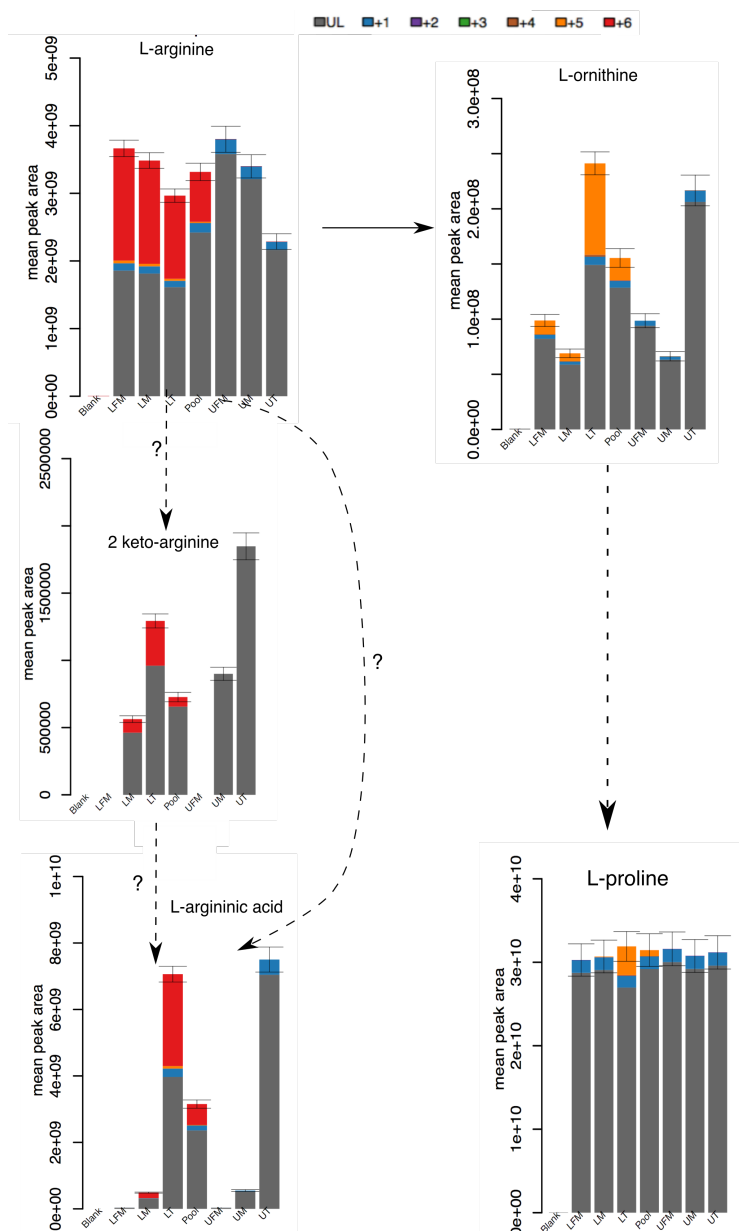 UL +1 +2 +3 +4 +5 +6
L-arginine
mean peak area
0e+00 1e+09 2e+09 3e+09 4e+09 5e+09
Blank LFM LM LT Pool UFM UM UT
L-ornithine
mean peak area
0.0e+00 1.0e+08 2.0e+08 3.0e+08
Blank LFM LM LT Pool UFM UM UT
?
2 keto-arginine
mean peak area
0 500000 1500000 2500000
Blank LFM LM LT Pool UFM UM UT
?
?
L-argininic acid
mean peak area
0e+00 2e+09 4e+09 6e+09 8e+09 1e+10
Blank LFM LM LT Pool UFM UM UT
L-proline
mean peak area
0e+00 1e+10 2e+10 3e+10 4e+10
Blank LFM LM LT Pool UFM UM UT